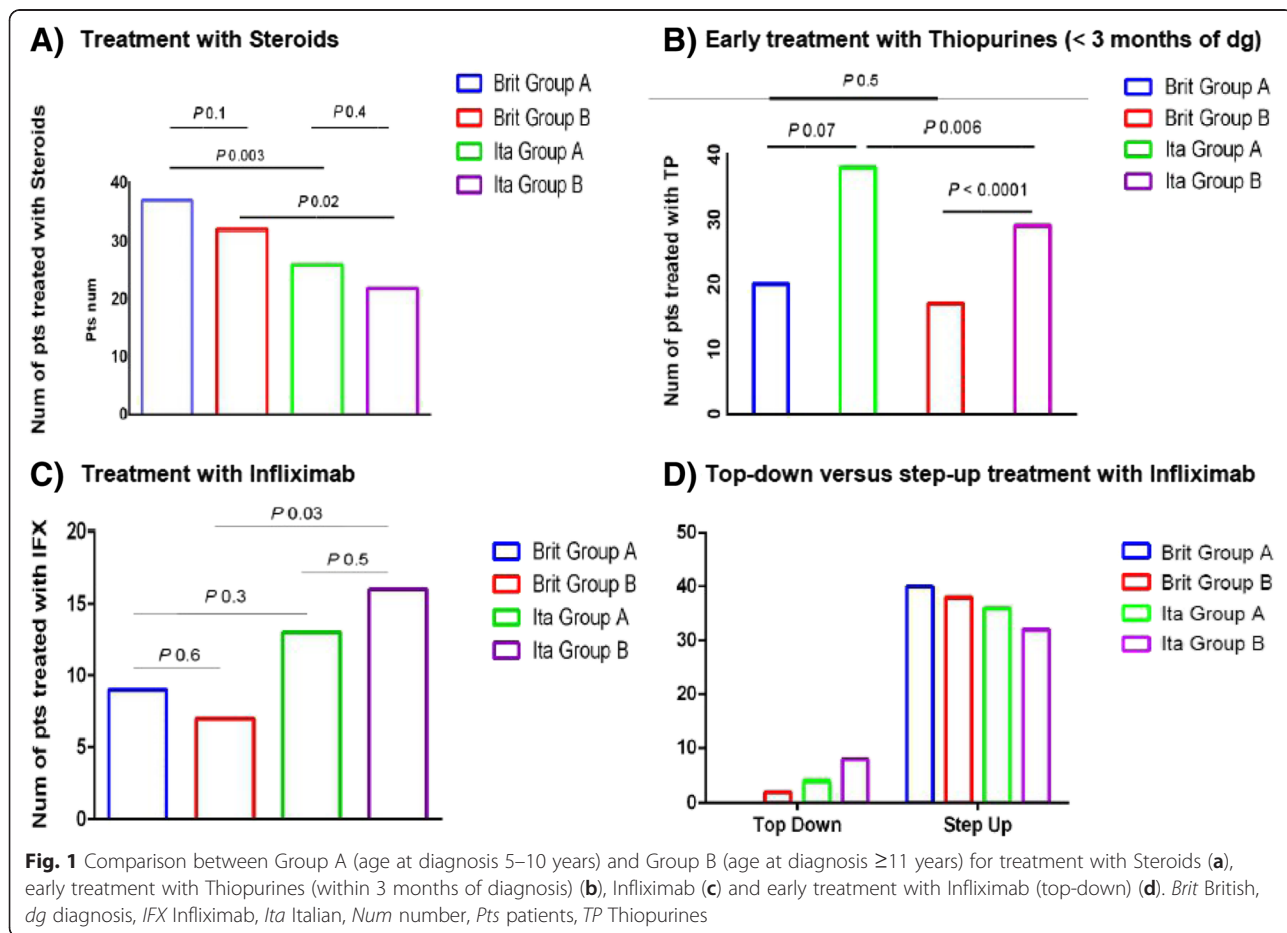 A) Treatment with Steroids
Num of pts treated with Steroids
Pts num
40
30
20
10
0
P 0.1
P 0.4
P 0.003
P 0.02
Brit Group A
Brit Group B
Ita Group A
Ita Group B
B) Early treatment with Thiopurines (< 3 months of dg)
Num of pts treated with TP
40
30
20
10
0
P 0.5
P 0.07
P 0.006
P < 0.0001
Brit Group A
Brit Group B
Ita Group A
Ita Group B
C) Treatment with Infliximab
Num of pts treated with IFX
20
15
10
5
0
P 0.03
P 0.5
P 0.3
P 0.6
Brit Group A
Brit Group B
Ita Group A
Ita Group B
D) Top-down versus step-up treatment with Infliximab
50
40
30
20
10
0
Top Down
Step Up
Brit Group A
Brit Group B
Ita Group A
Ita Group B
Fig. 1 Comparison between Group A (age at diagnosis 5–10 years) and Group B (age at diagnosis ≥11 years) for treatment with Steroids (a),
early treatment with Thiopurines (within 3 months of diagnosis) (b), Infliximab (c) and early treatment with Infliximab (top-down) (d). Brit British,
dg diagnosis, IFX Infliximab, Ita Italian, Num number, Pts patients, TP Thiopurines